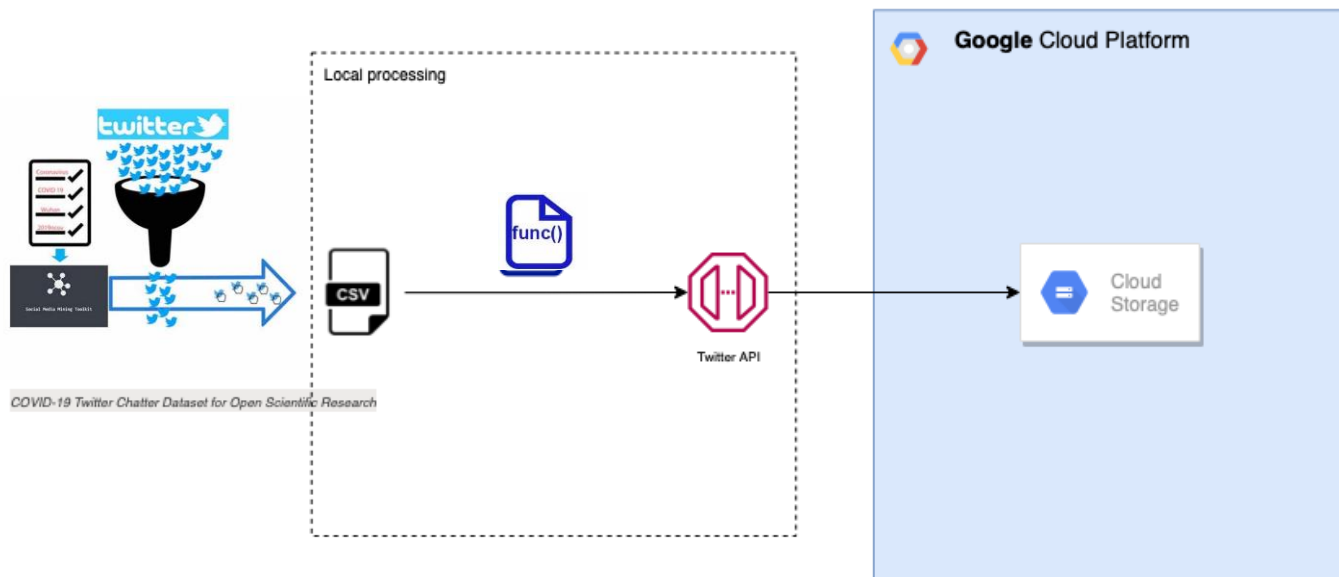 Google Cloud Platform
Local processing
twitter
Coronavirus
COVID 19
Wuhan
2019ncov
Social Media Mining Toolkit
func()
CSV
Cloud
Storage
Twitter API
COVID-19 Twitter Chatter Dataset for Open Scientific Research